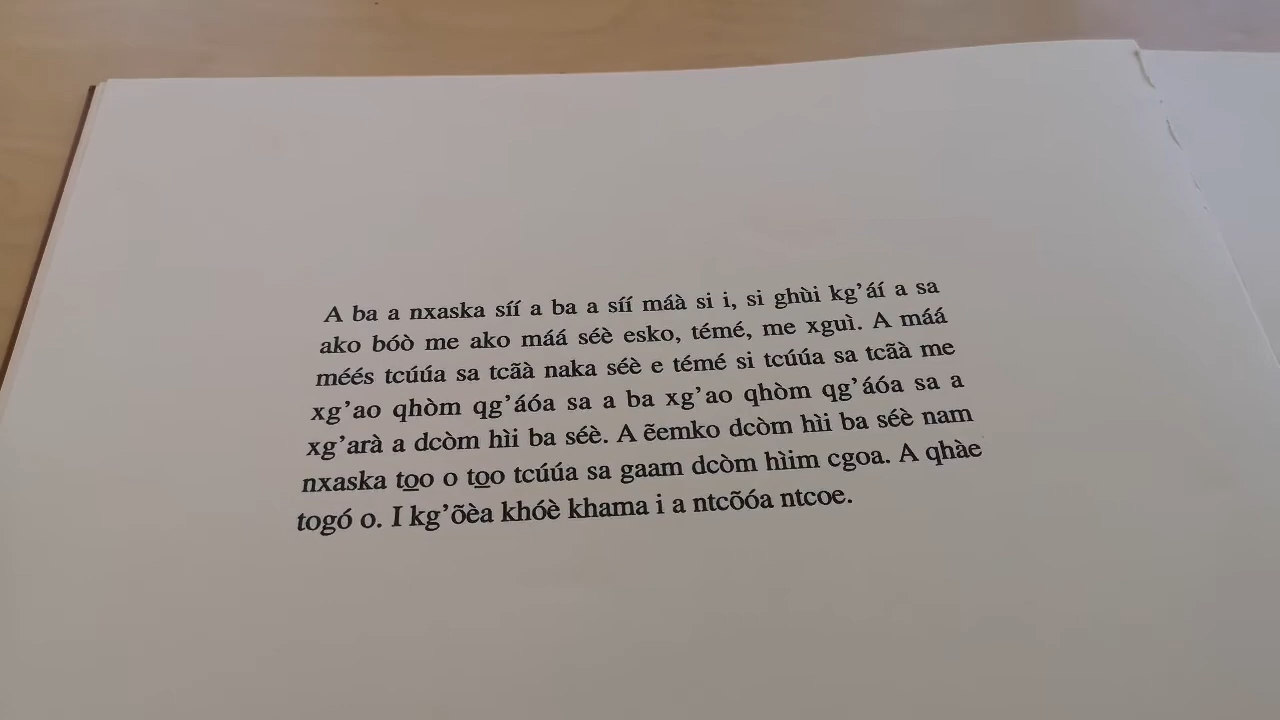 A ba a nxaska síí a ba a síí máà si i, si ghùi kg’áí a sa
ako bóò me ako máá séè esko, témé, me xguì. A máá
méés tcúúa sa tcãà naka séè e témé si tcúúa sa tcãà me
xg’ao qhòm qg’áóa sa a ba xg’ao qhòm qg’áóa sa a
xg’arà a dcòm hìi ba séè. A ẽemko dcòm hìi ba séè nam
nxaska to̲o o to̲o tcúúa sa gaam dcòm hìim cgoa. A qhàe
togó o. I kg’õèa khóè khama i a ntcõóa ntcoe.